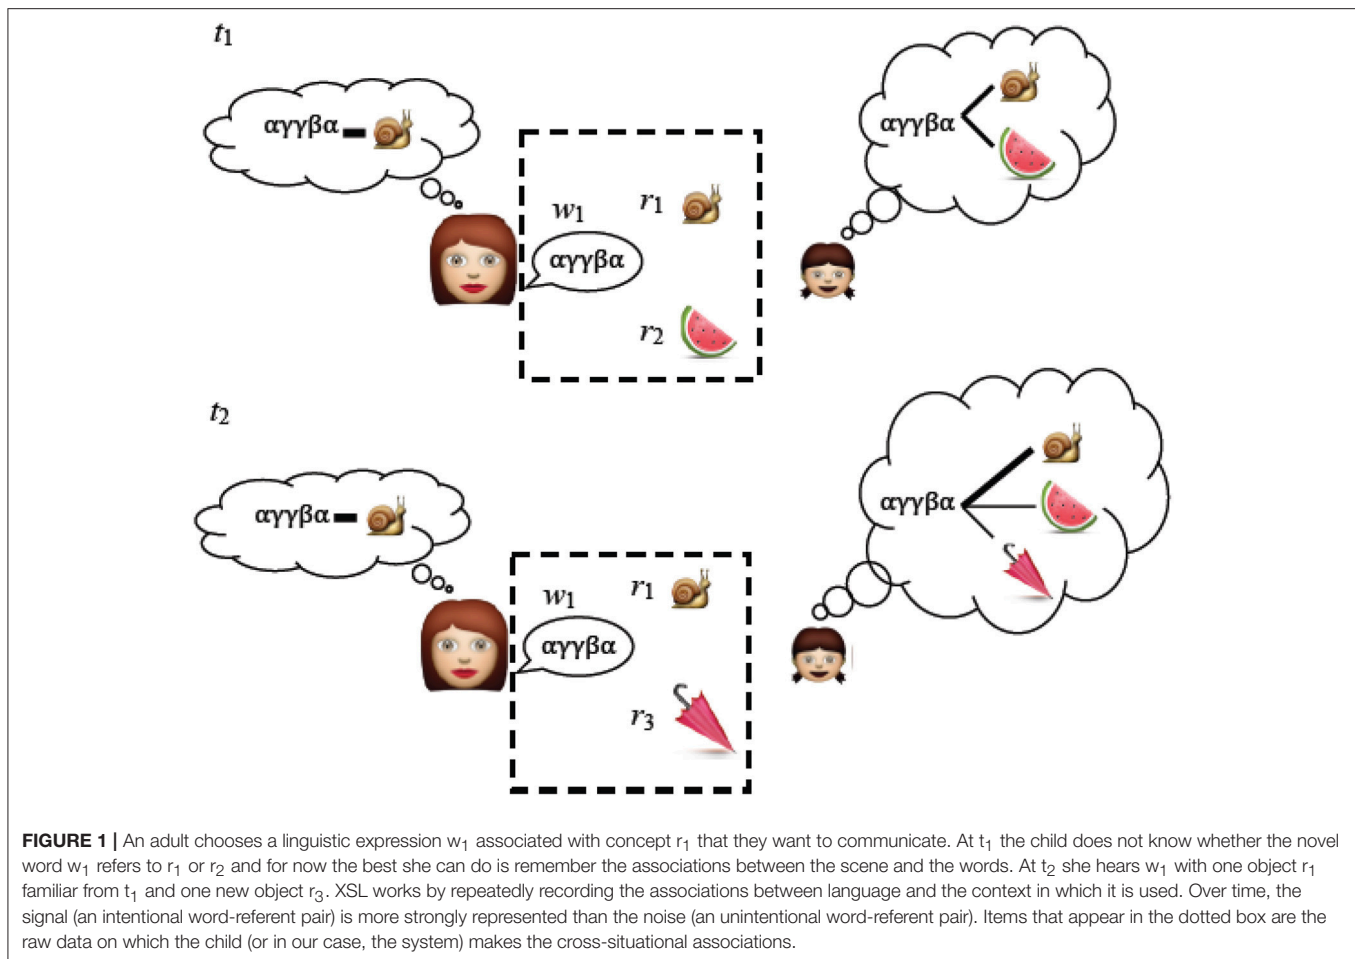 t1
αγγβα
αγγβα
w1
r1
αγγβα
r2
t2
αγγβα
αγγβα
w1
r1
αγγβα
r3
FIGURE 1 | An adult chooses a linguistic expression w1 associated with concept r1 that they want to communicate. At t1 the child does not know whether the novel
word w1 refers to r1 or r2 and for now the best she can do is remember the associations between the scene and the words. At t2 she hears w1 with one object r1
familiar from t1 and one new object r3. XSL works by repeatedly recording the associations between language and the context in which it is used. Over time, the
signal (an intentional word-referent pair) is more strongly represented than the noise (an unintentional word-referent pair). Items that appear in the dotted box are the
raw data on which the child (or in our case, the system) makes the cross-situational associations.